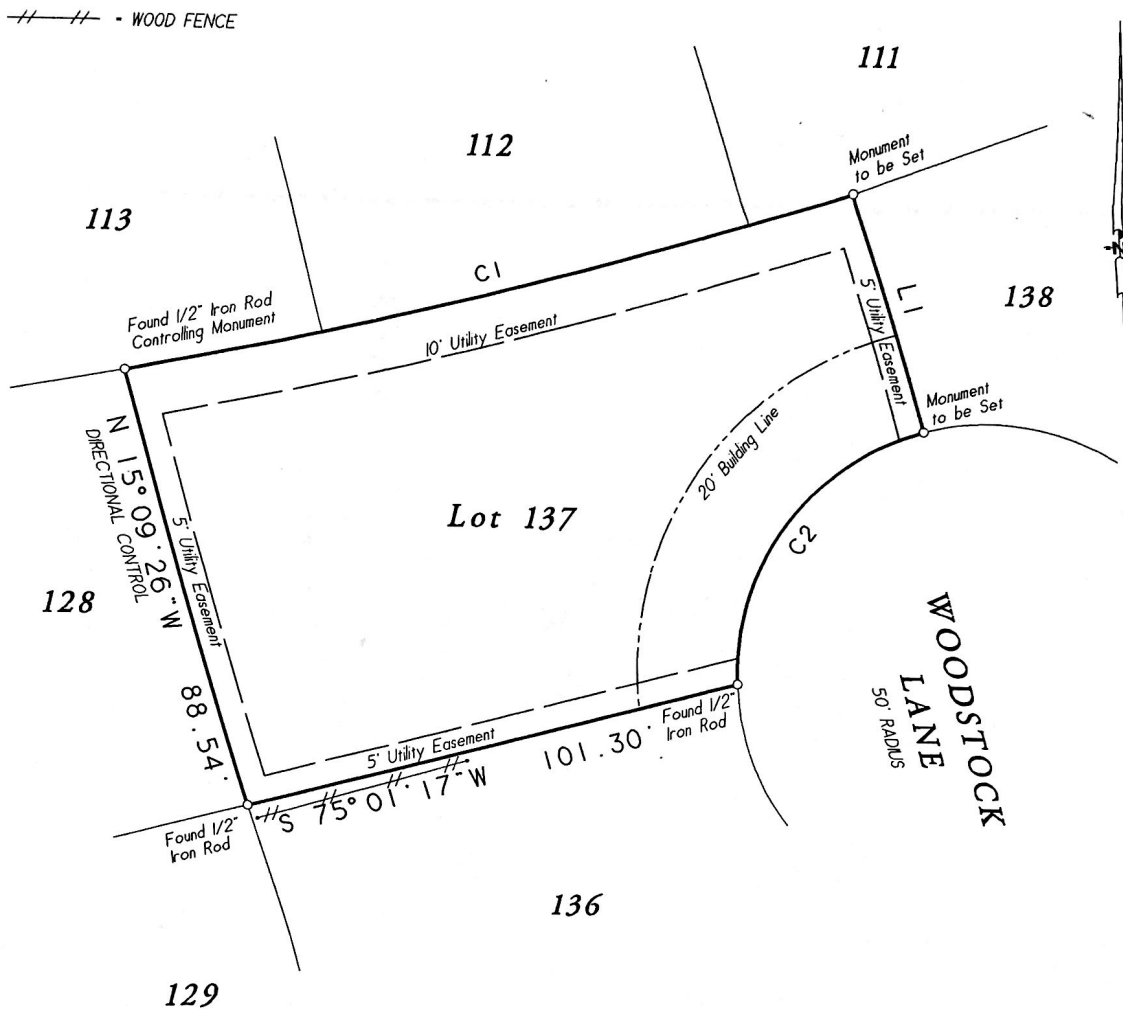 - WOOD FENCE
111
112
Monument
to be Set
113
C1
138
L1
Found 1/2" Iron Rod
Controlling Monument
10' Utility Easement
5' Utility Easement
Monument
to be Set
20' Building Line
N 15°09'26"W
DIRECTIONAL CONTROL
88.54'
5' Utility Easement
Lot 137
C2
128
WOODSTOCK
LANE
50' RADIUS
Found 1/2"
Iron Rod
5' Utility Easement
101.30'
S 75°01'17"W
Found 1/2"
Iron Rod
136
129